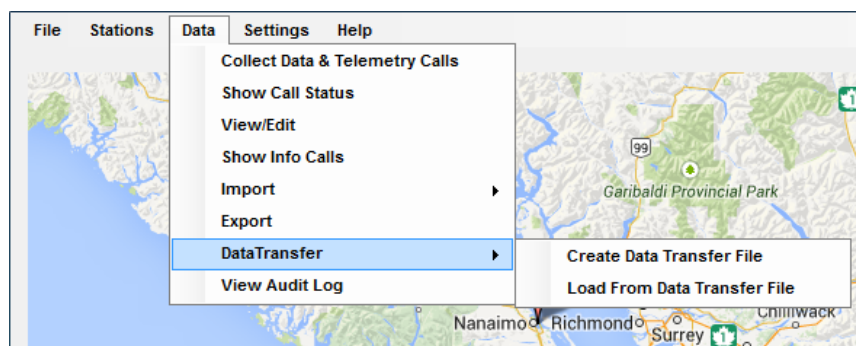 File Stations Data Settings Help
Collect Data & Telemetry Calls
Show Call Status
View/Edit
Show Info Calls
Import
Export
DataTransfer
View Audit Log
Create Data Transfer File
Load From Data Transfer File
99
1
Garibaldi Provincial Park
Chilliwack
Nanaimo Richmond
Surrey 1